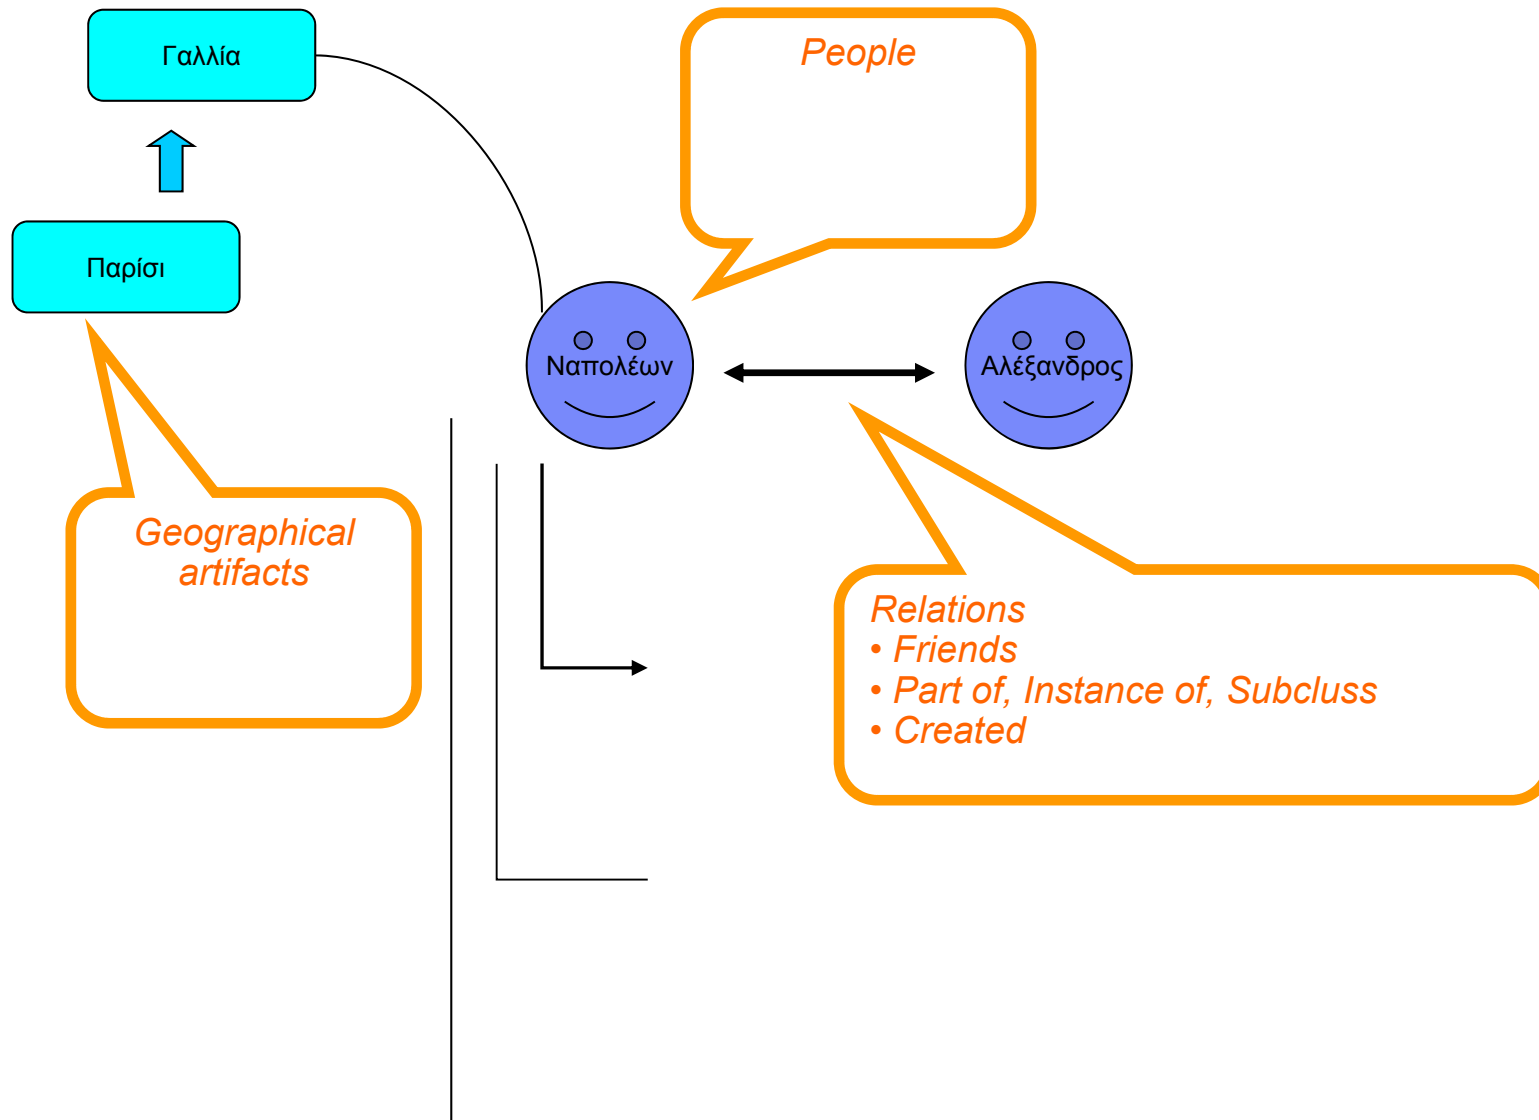 Γαλλία
People
Παρίσι
Ναπολέων
Αλέξανδρος
Geographical
artifacts
Relations
• Friends
• Part of, Instance of, Subcluss
• Created